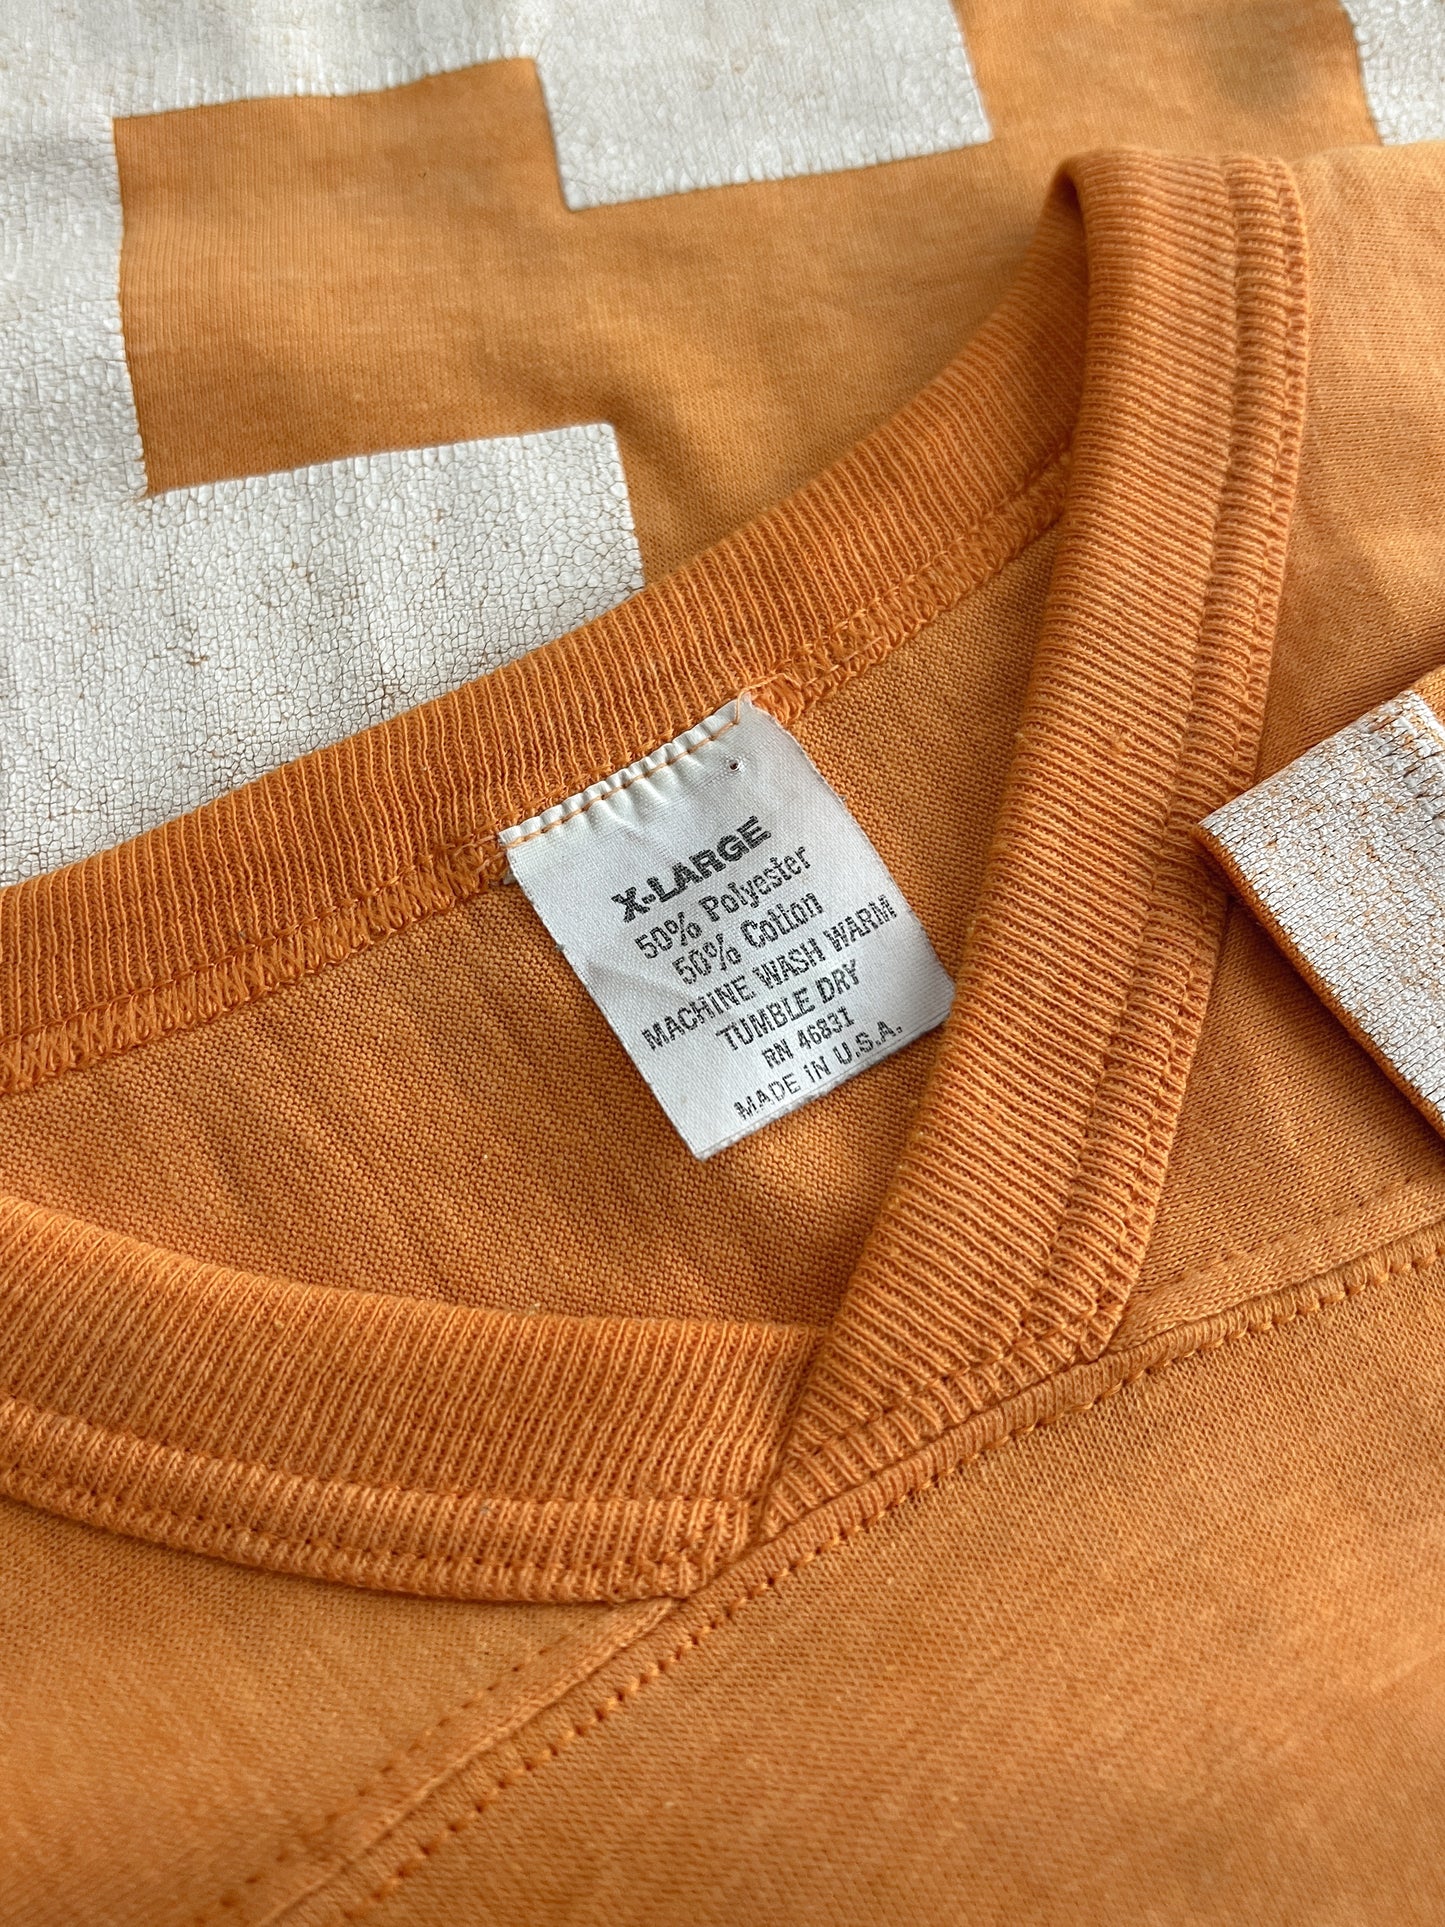 X-LARGE
50% Polyester
50% Cotton
MACHINE WASH WARM
TUMBLE DRY
RN 46831
MADE IN U.S.A.